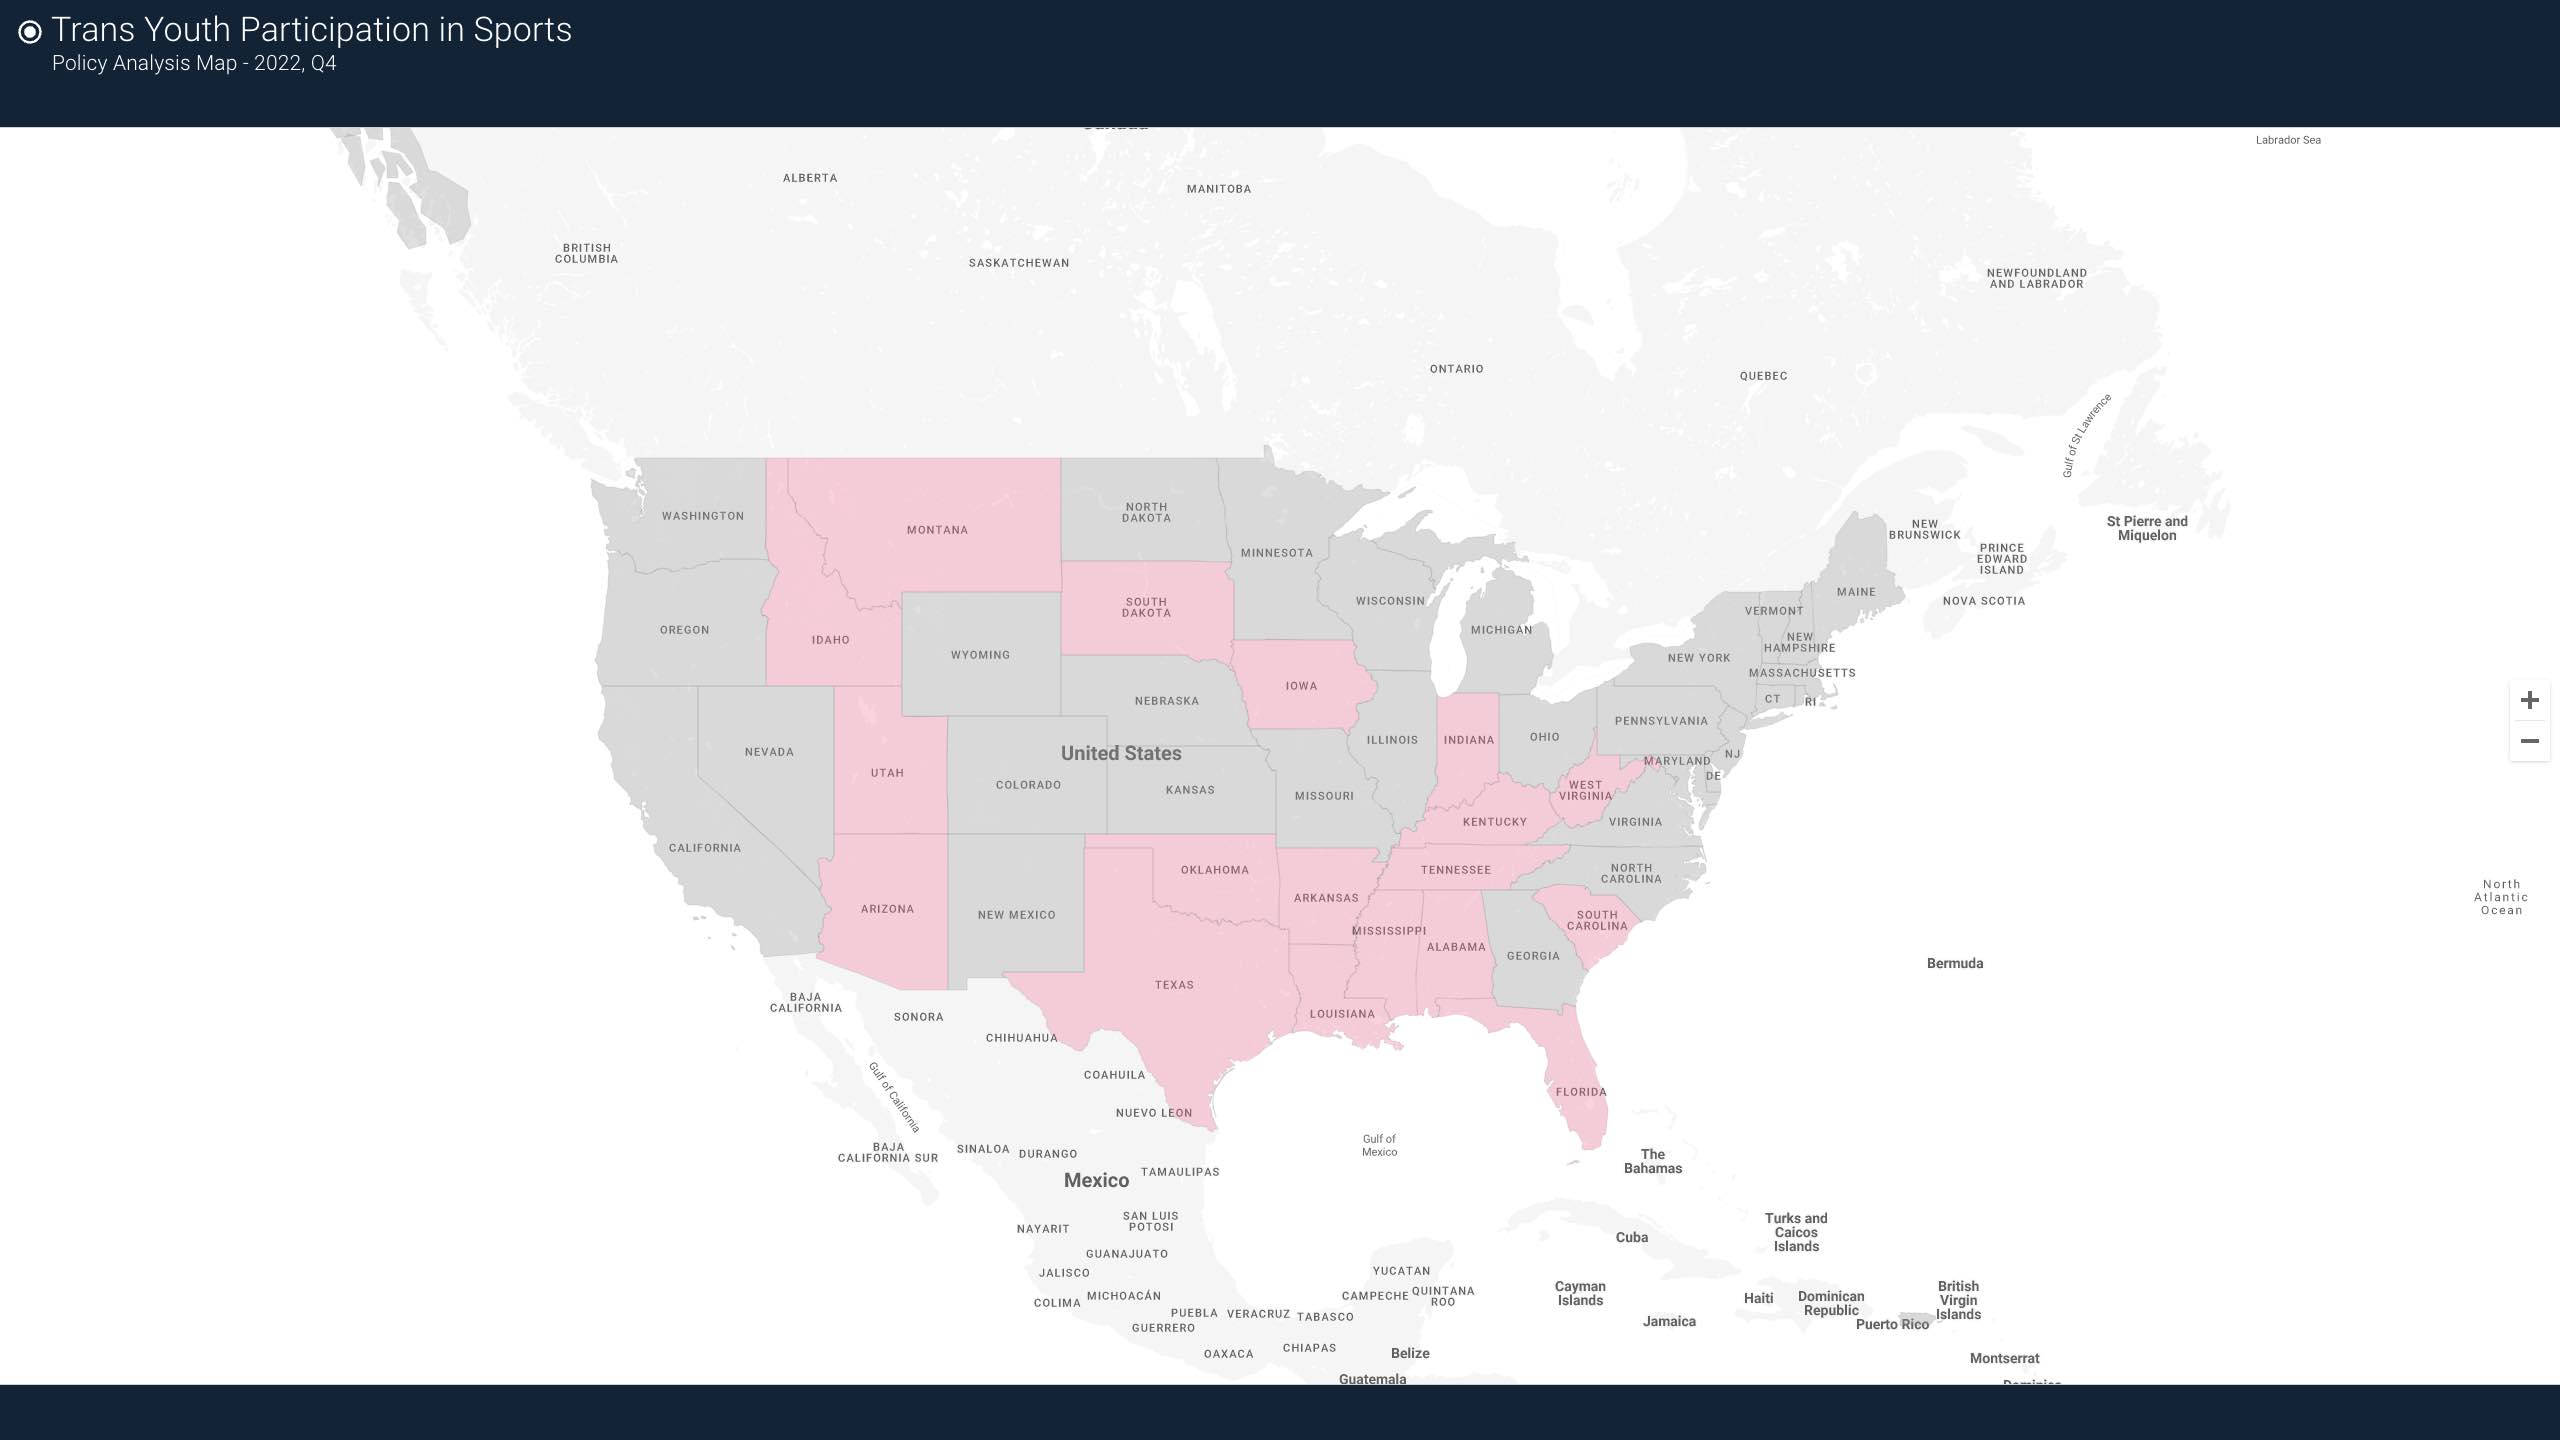 Trans Youth Participation in Sports
Policy Analysis Map - 2022, Q4
Labrador Sea
ALBERTA
MANITOBA
BRITISH
COLUMBIA
SASKATCHEWAN
NEWFOUNDLAND
AND LABRADOR
ONTARIO
QUEBEC
Gulf of St Lawrence
WASHINGTON
MONTANA
NORTH
DAKOTA
MINNESOTA
NEW
BRUNSWICK
St Pierre and
Miquelon
PRINCE
EDWARD
ISLAND
NOVA SCOTIA
MAINE
SOUTH
DAKOTA
WISCONSIN
MICHIGAN
VERMONT
NEW
HAMPSHIRE
OREGON
IDAHO
WYOMING
NEW YORK
MASSACHUSETTS
IOWA
NEBRASKA
CT
RI
PENNSYLVANIA
NEVADA
United States
ILLINOIS
INDIANA
OHIO
NJ
MARYLAND
DE
UTAH
COLORADO
KANSAS
MISSOURI
WEST
VIRGINIA
KENTUCKY
VIRGINIA
CALIFORNIA
OKLAHOMA
TENNESSEE
NORTH
CAROLINA
ARIZONA
NEW MEXICO
ARKANSAS
SOUTH
CAROLINA
North
Atlantic
Ocean
MISSISSIPPI
ALABAMA
GEORGIA
Bermuda
TEXAS
BAJA
CALIFORNIA
SONORA
LOUISIANA
CHIHUAHUA
Gulf of California
COAHUILA
FLORIDA
NUEVO LEON
Gulf of
Mexico
BAJA
CALIFORNIA SUR
SINALOA
DURANGO
The
Bahamas
Mexico
TAMAULIPAS
SAN LUIS
POTOSI
NAYARIT
Turks and
Caicos
Islands
Cuba
GUANAJUATO
JALISCO
YUCATAN
COLIMA
MICHOACÁN
CAMPECHE
QUINTANA
ROO
Cayman
Islands
Haiti
Dominican
Republic
British
Virgin
Islands
PUEBLA
VERACRUZ
TABASCO
Jamaica
Puerto Rico
GUERRERO
OAXACA
CHIAPAS
Belize
Montserrat
Guatemala